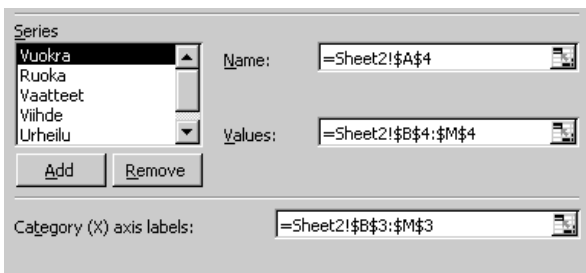 Series
Vuokra
Ruoka
Vaatteet
Viihde
Urheilu
Name: =Sheet2!$A$4
Values: =Sheet2!$B$4:$M$4
Add Remove
Category (X) axis labels: =Sheet2!$B$3:$M$3